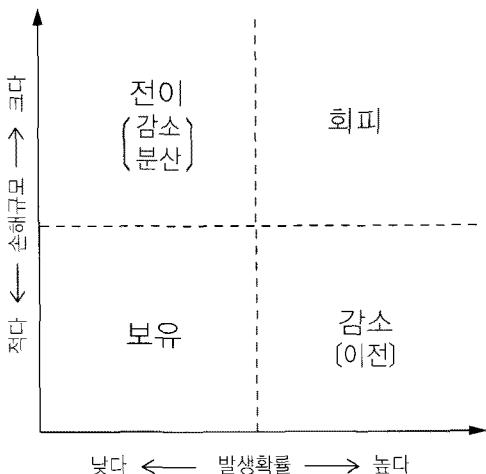 전이
(감소
분산)
회피
보유
감소
(이전)
적다 ← 손해규모 → 크다
낮다 ← 발생확률 → 높다